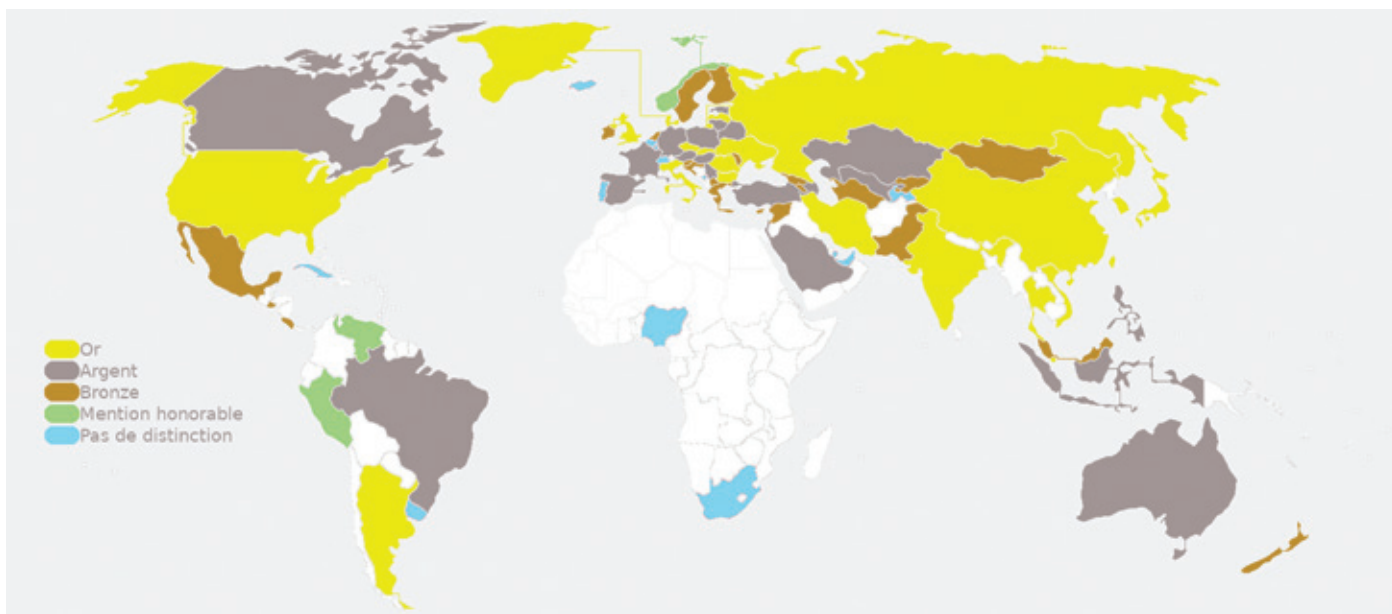 Or
Argent
Bronze
Mention honorable
Pas de distinction